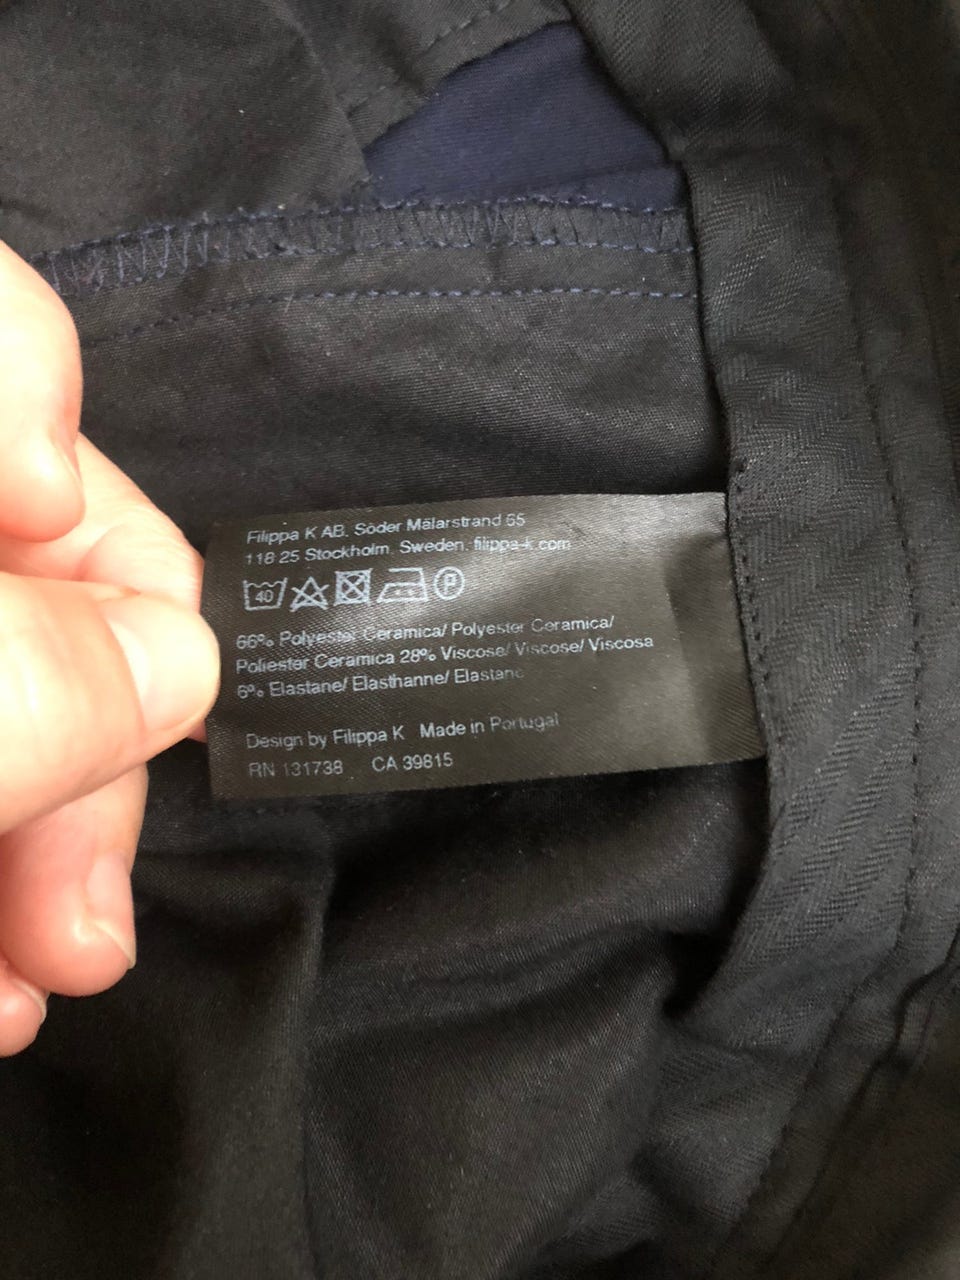 Filippa K AB, Söder Mälarstrand 65
118 25 Stockholm, Sweden, filippa-k.com
40 P
66% Polyester Ceramica/ Polyester Ceramica/
Poliester Ceramica 28% Viscose/ Viscose/ Viscosa
6% Elastane/ Elasthanne/ Elastano
Design by Filippa K Made in Portugal
RN 131738 CA 39815